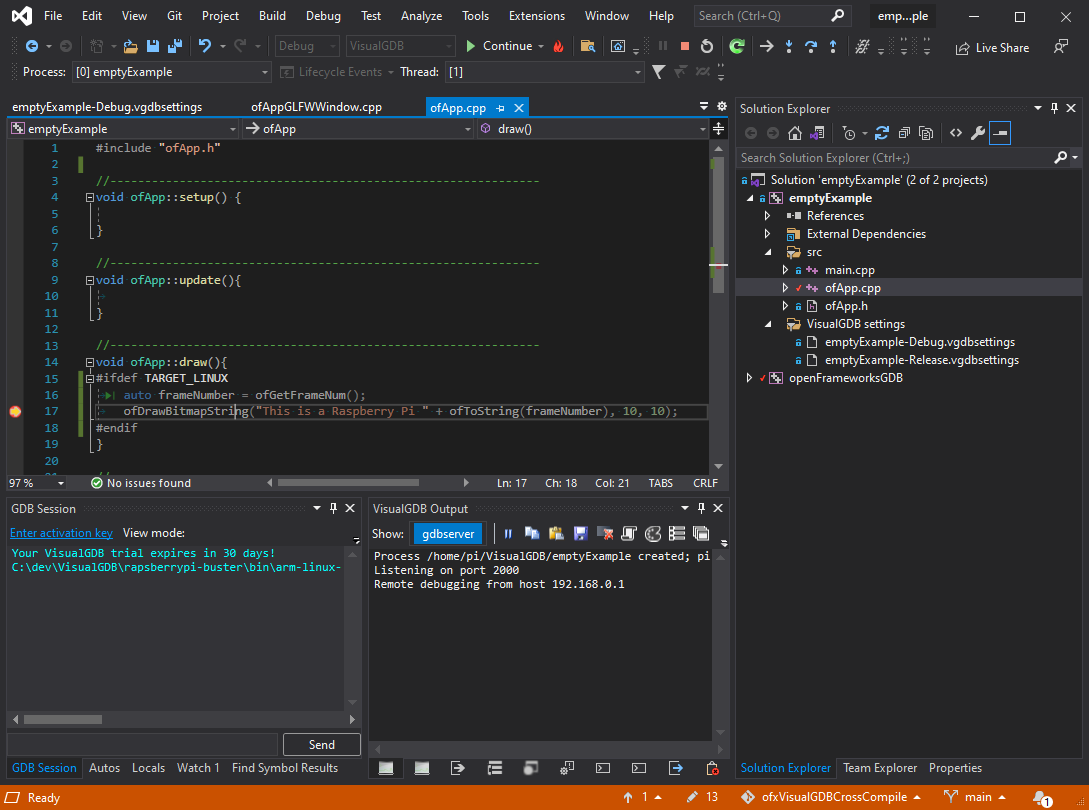 File Edit View Git Project Build Debug Test Analyze Tools Extensions Window Help Search (Ctrl+Q) emp...ple
Debug VisualGDB Continue Live Share
Process: [0] emptyExample Lifecycle Events Thread: [1]
emptyExample-Debug.vgdbsettings ofAppGLFWWindow.cpp ofApp.cpp
emptyExample ofApp draw()
1 #include "ofApp.h"
2
3 //--------------------------------------------------------------
4 void ofApp::setup() {
5
6 }
7
8 //--------------------------------------------------------------
9 void ofApp::update(){
10
11 }
12
13 //--------------------------------------------------------------
14 void ofApp::draw(){
15 #ifdef TARGET_LINUX
16 auto frameNumber = ofGetFrameNum();
17 ofDrawBitmapString("This is a Raspberry Pi " + ofToString(frameNumber), 10, 10);
18 #endif
19 }
20
97 % No issues found Ln: 17 Ch: 18 Col: 21 TABS CRLF
GDB Session
Enter activation key View mode:
Your VisualGDB trial expires in 30 days!
C:\dev\VisualGDB\rapsberrypi-buster\bin\arm-linux-
Send
GDB Session Autos Locals Watch 1 Find Symbol Results
VisualGDB Output
Show: gdbserver
Process /home/pi/VisualGDB/emptyExample created; pi
Listening on port 2000
Remote debugging from host 192.168.0.1
Solution Explorer
Search Solution Explorer (Ctrl+;)
Solution 'emptyExample' (2 of 2 projects)
emptyExample
References
External Dependencies
src
main.cpp
ofApp.cpp
ofApp.h
VisualGDB settings
emptyExample-Debug.vgdbsettings
emptyExample-Release.vgdbsettings
openFrameworksGDB
Solution Explorer Team Explorer Properties
Ready 1 13 ofxVisualGDBCrossCompile main 1